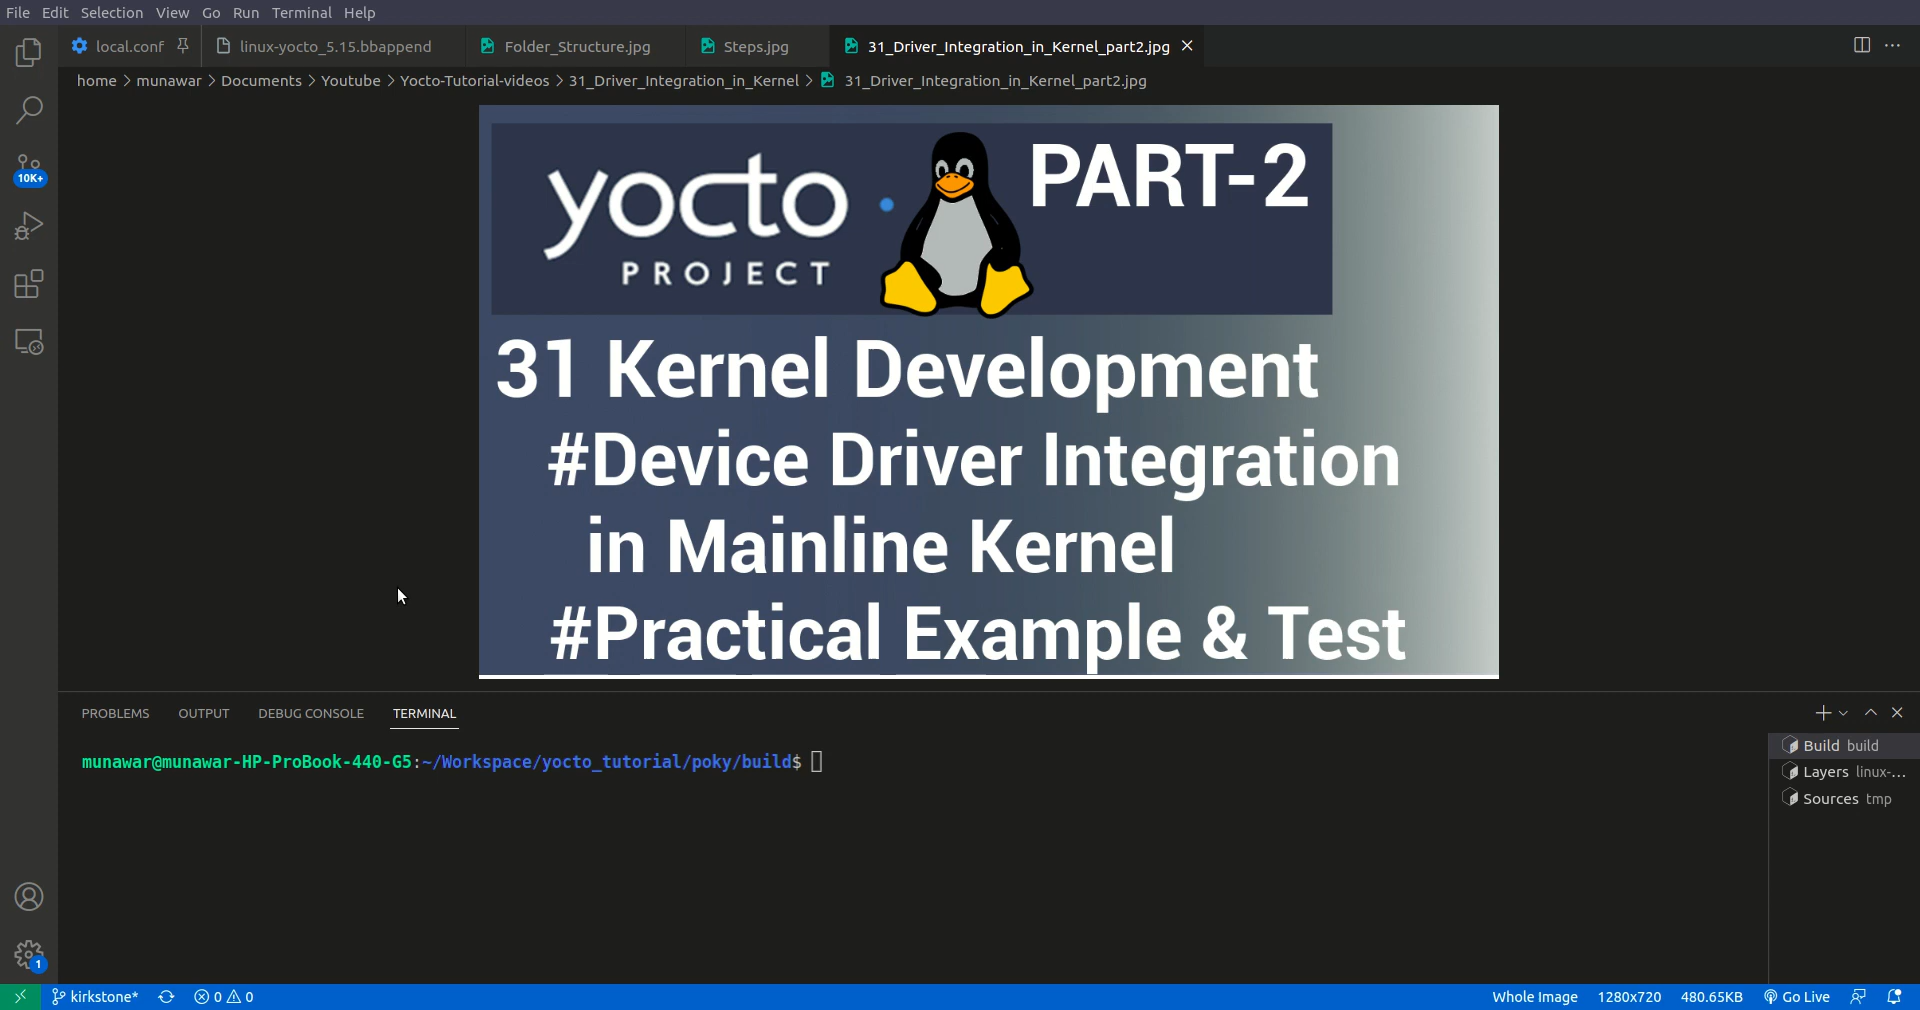 File Edit Selection View Go Run Terminal Help
local.conf linux-yocto_5.15.bbappend Folder_Structure.jpg Steps.jpg 31_Driver_Integration_in_Kernel_part2.jpg
home > munawar > Documents > Youtube > Yocto-Tutorial-videos > 31_Driver_Integration_in_Kernel > 31_Driver_Integration_in_Kernel_part2.jpg
10K+
yocto PART-2
PROJECT
31 Kernel Development
#Device Driver Integration
in Mainline Kernel
#Practical Example & Test
PROBLEMS OUTPUT DEBUG CONSOLE TERMINAL
munawar@munawar-HP-ProBook-440-G5:~/Workspace/yocto_tutorial/poky/build$
Build build
Layers linux-...
Sources tmp
1
kirkstone* 0 0 Whole Image 1280x720 480.65KB Go Live